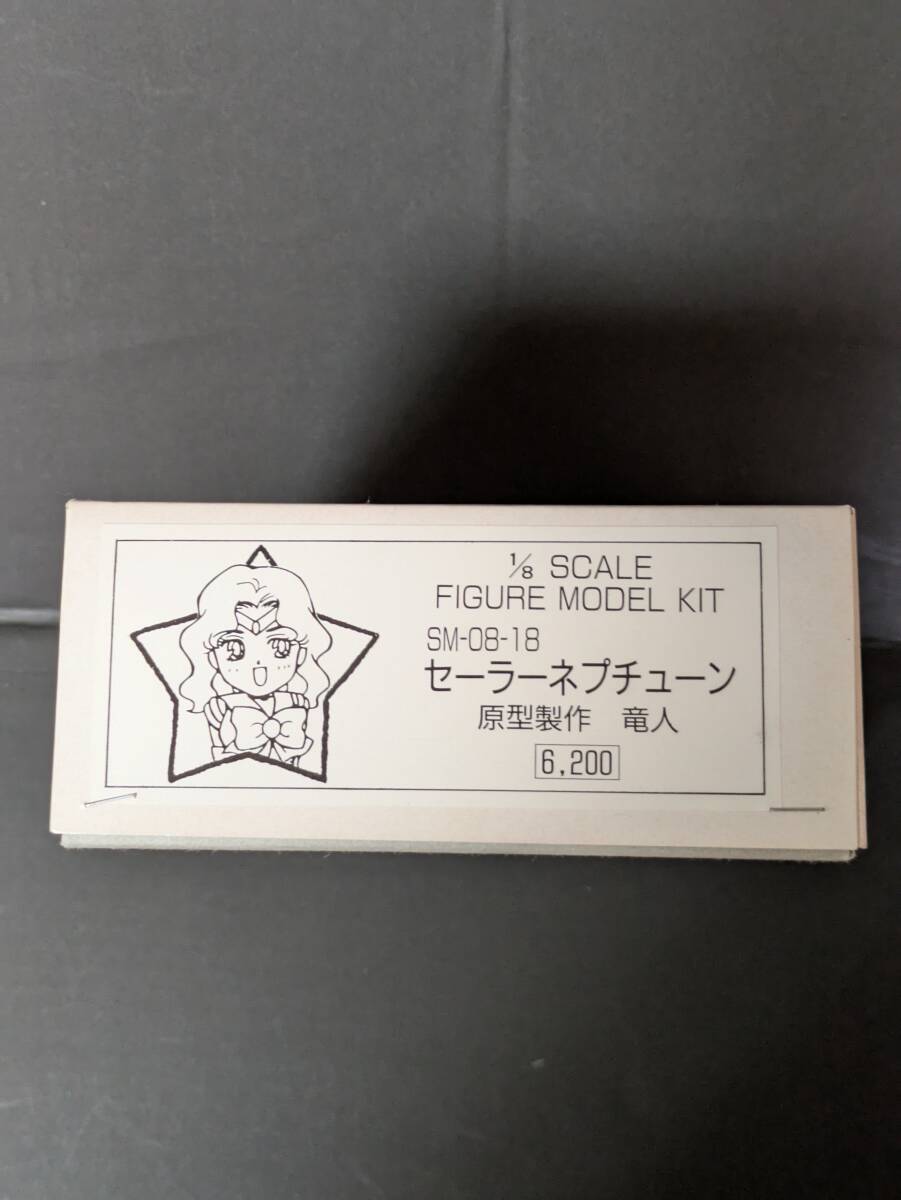 1/8 SCALE
FIGURE MODEL KIT
SM-08-18
セーラーネプチューン
原型製作　竜人
6,200